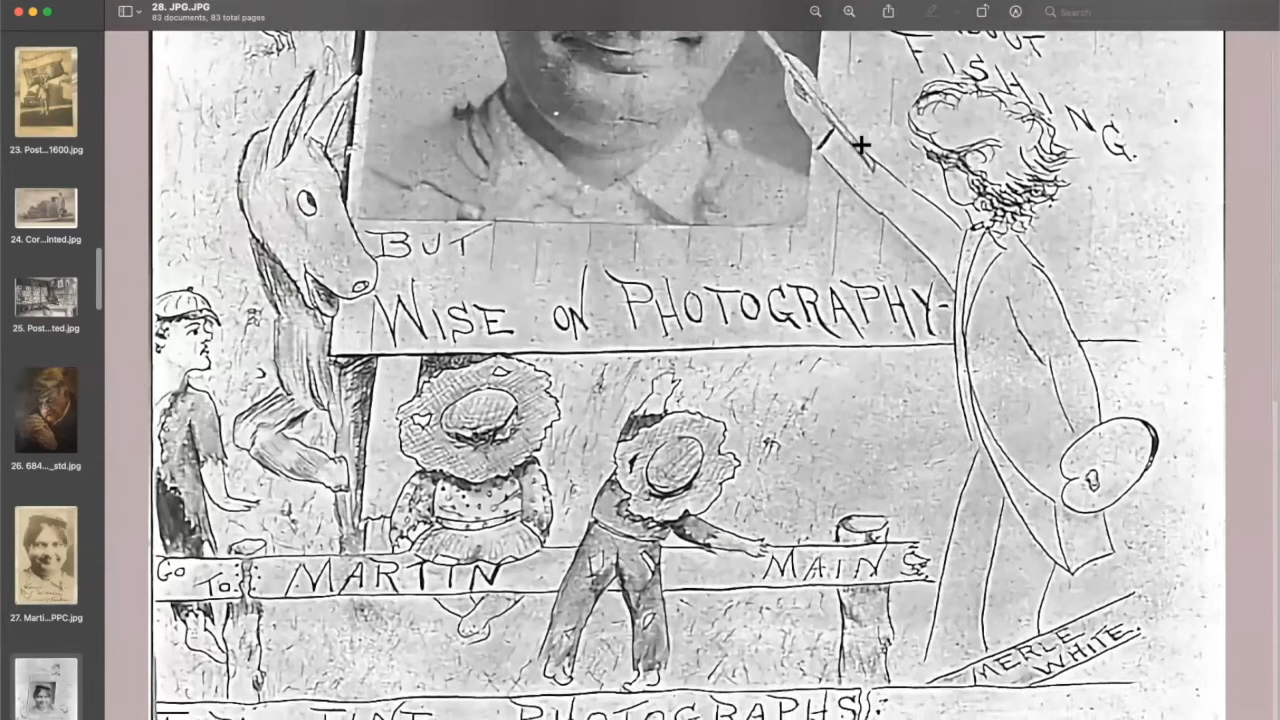 28. JPG.JPG
83 documents, 83 total pages
Search
23. Post...1600.jpg
24. Cor...inted.jpg
25. Post...ted.jpg
26. 684..._std.jpg
27. Marti...PPC.jpg
ABOUT
FISHING.
BUT
WISE ON PHOTOGRAPHY-
GO TO: MARTIN MAINS
MERLE
WHITE.
PHOTOGRAPHS